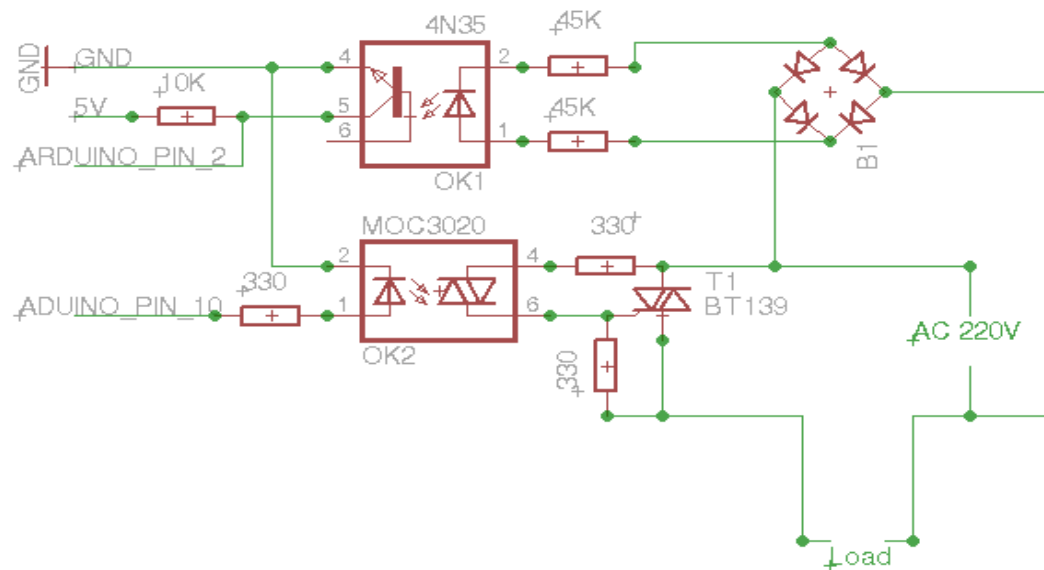 4N35
45K
GND
GND
4
2
10K
5V
5
45K
6
1
ARDUINO_PIN_2
OK1
B1
MOC3020
330
2
4
330
T1
BT139
ADUINO_PIN_10
1
6
OK2
330
AC 220V
Load